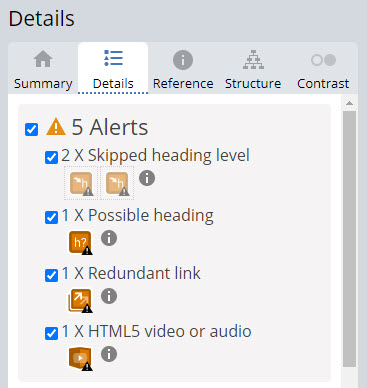 Details
Summary Details Reference Structure Contrast
5 Alerts
2 X Skipped heading level
h h
1 X Possible heading
h?
1 X Redundant link
1 X HTML5 video or audio